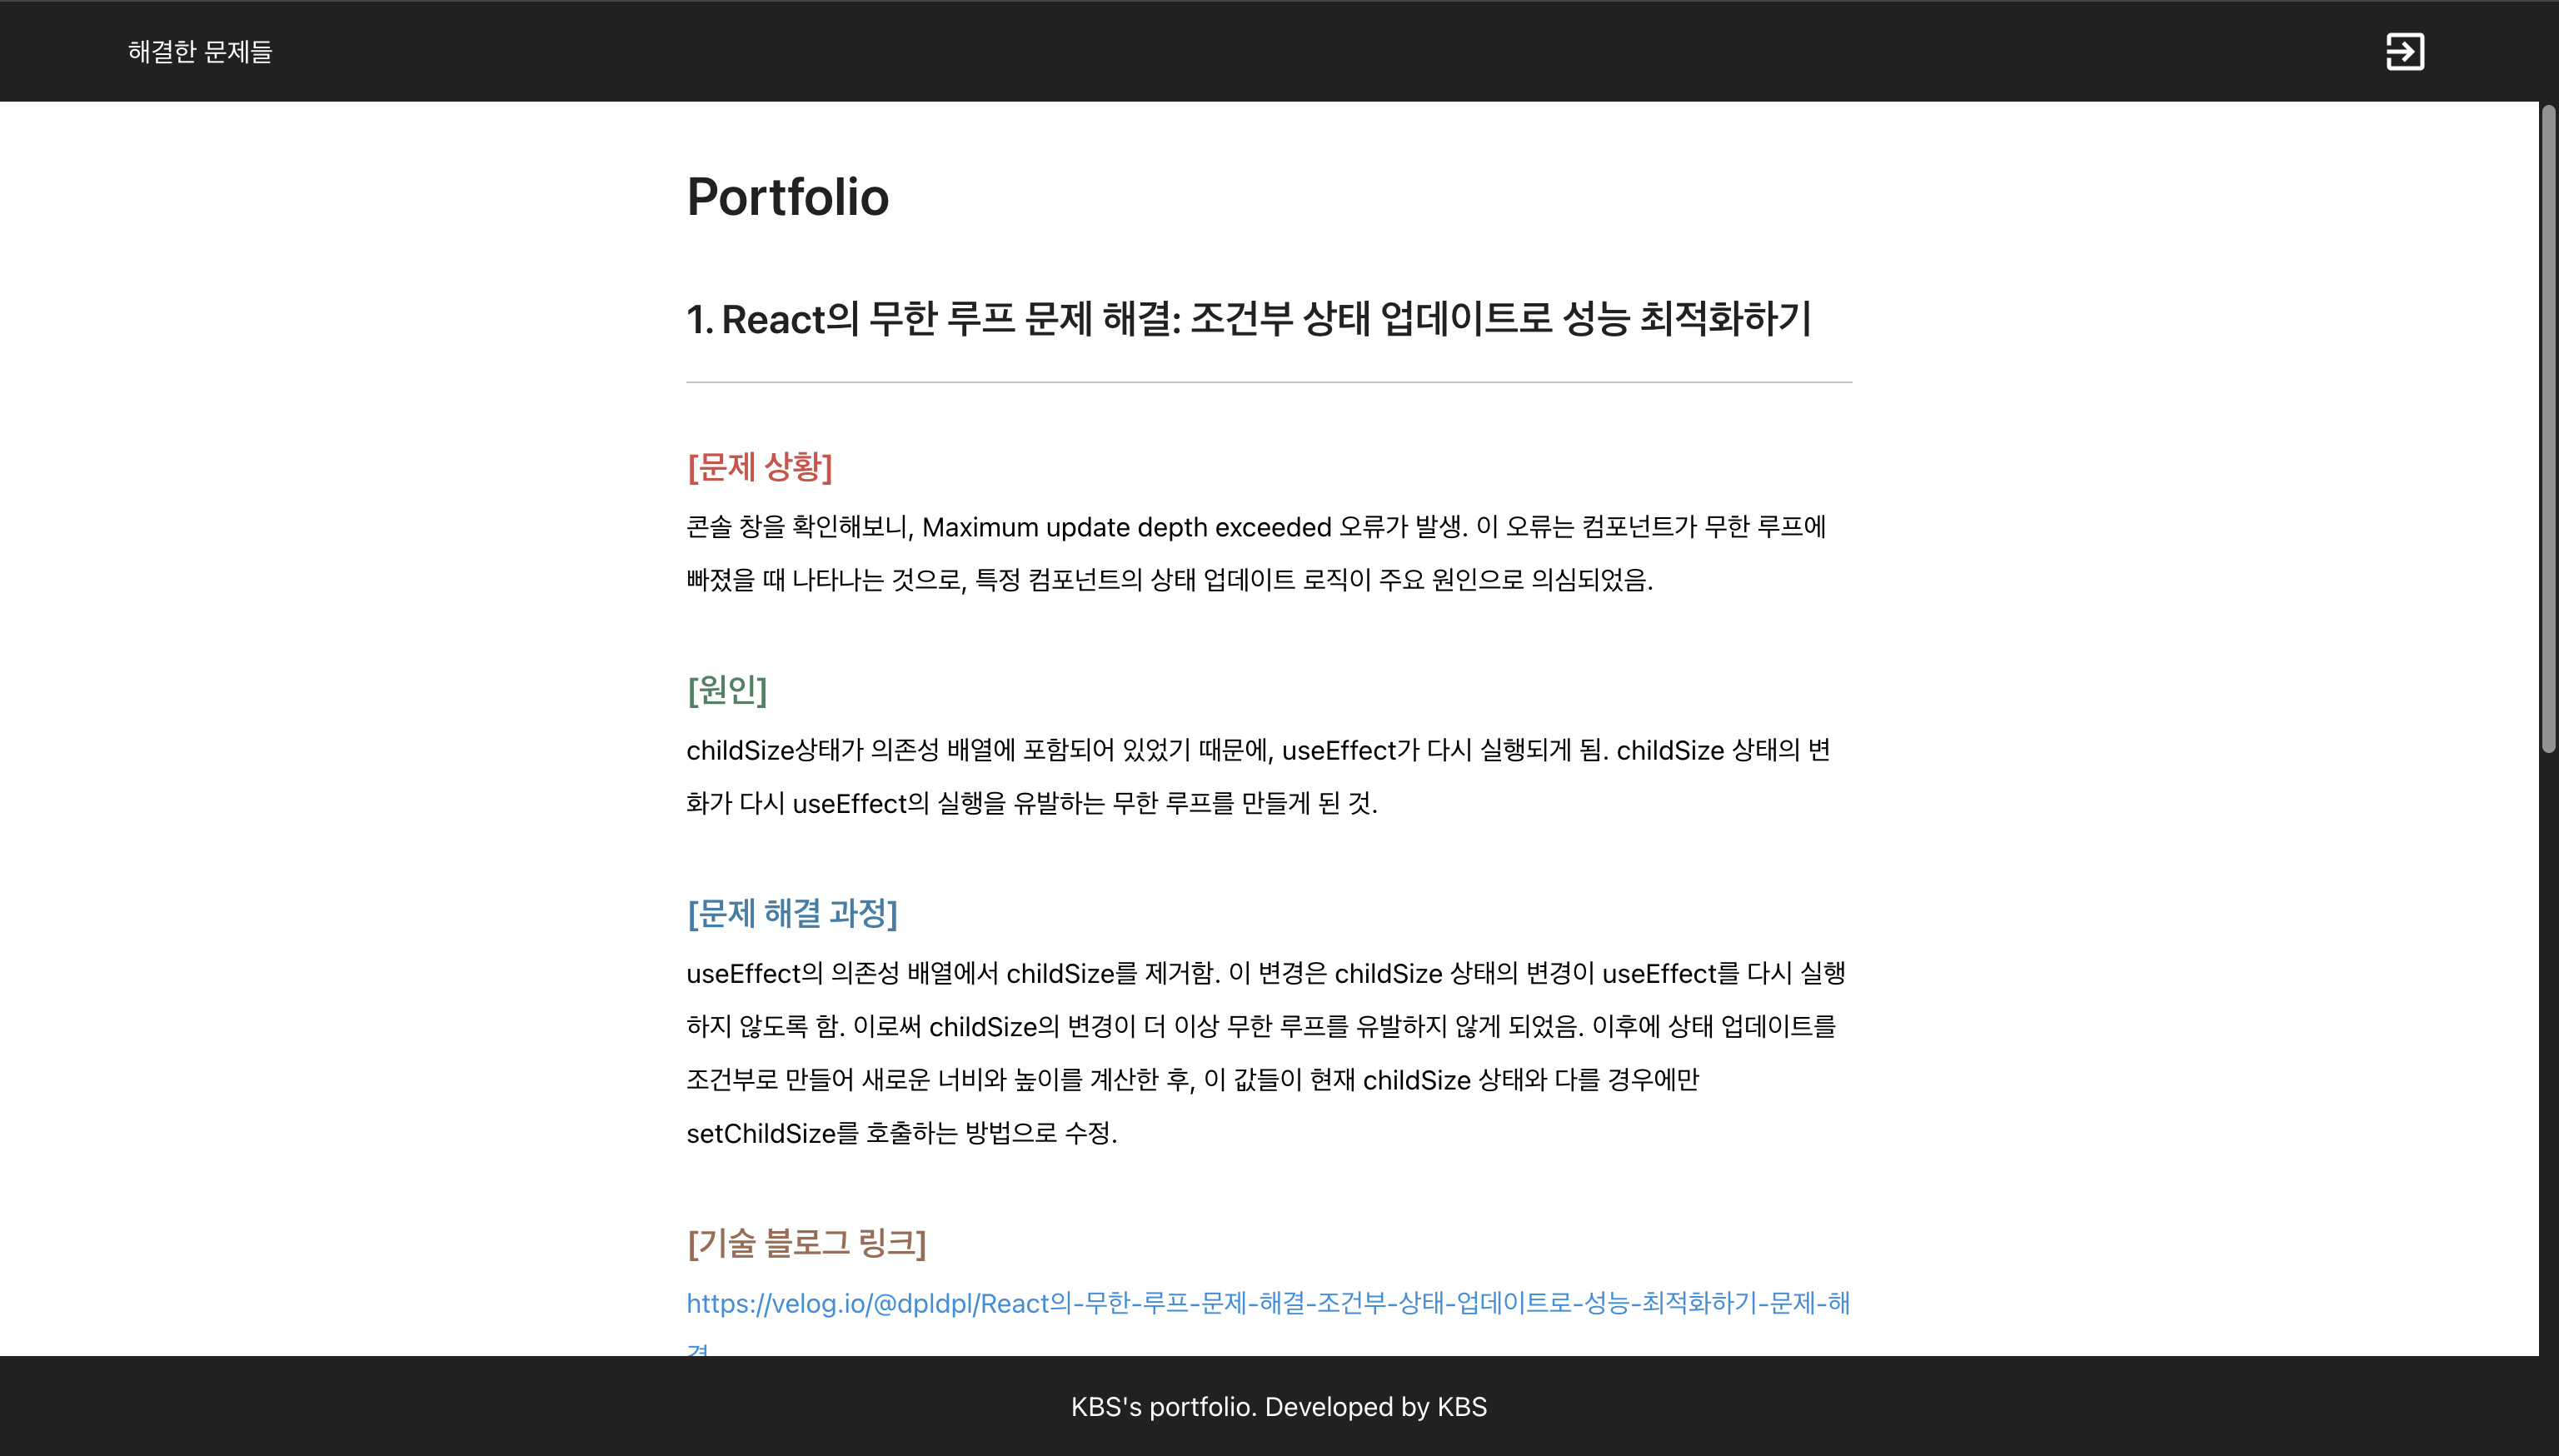 해결한 문제들
Portfolio
1. React의 무한 루프 문제 해결: 조건부 상태 업데이트로 성능 최적화하기
[문제 상황]
콘솔 창을 확인해보니, Maximum update depth exceeded 오류가 발생. 이 오류는 컴포넌트가 무한 루프에
빠졌을 때 나타나는 것으로, 특정 컴포넌트의 상태 업데이트 로직이 주요 원인으로 의심되었음.
[원인]
childSize상태가 의존성 배열에 포함되어 있었기 때문에, useEffect가 다시 실행되게 됨. childSize 상태의 변
화가 다시 useEffect의 실행을 유발하는 무한 루프를 만들게 된 것.
[문제 해결 과정]
useEffect의 의존성 배열에서 childSize를 제거함. 이 변경은 childSize 상태의 변경이 useEffect를 다시 실행
하지 않도록 함. 이로써 childSize의 변경이 더 이상 무한 루프를 유발하지 않게 되었음. 이후에 상태 업데이트를
조건부로 만들어 새로운 너비와 높이를 계산한 후, 이 값들이 현재 childSize 상태와 다를 경우에만
setChildSize를 호출하는 방법으로 수정.
[기술 블로그 링크]
https://velog.io/@dpldpl/React의-무한-루프-문제-해결-조건부-상태-업데이트로-성능-최적화하기-문제-해
KBS's portfolio. Developed by KBS